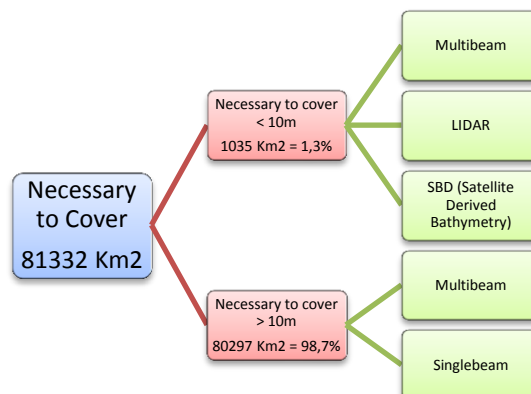 Necessary
to Cover
81332 Km2
Necessary to cover
< 10m
1035 Km2 = 1,3%
Multibeam
LIDAR
SBD (Satellite
Derived
Bathymetry)
Necessary to cover
> 10m
80297 Km2 = 98,7%
Multibeam
Singlebeam